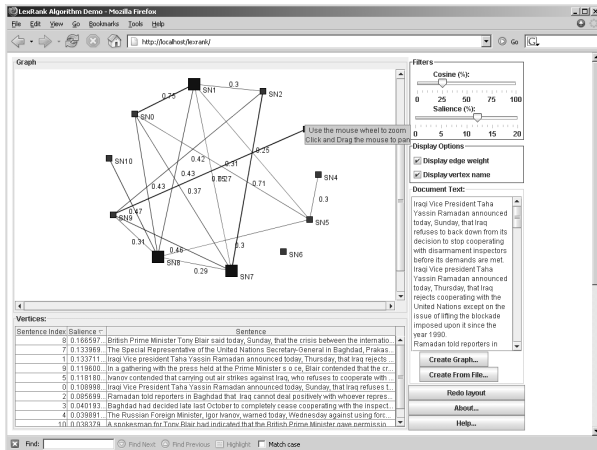 LexRank Algorithm Demo - Mozilla Firefox
File Edit View Go Bookmarks Tools Help
http://localhost/lexrank/
Go
Graph
SN1
0.3
SN2
0.75
SN0
Use the mouse wheel to zoom
Click and Drag the mouse to pan
0.25
SN10
0.42
0.31
SN4
0.43
0.43
0.71
0.37
0.3
SN9
0.47
SN5
0.31
0.46
0.3
SN6
SN8
0.29
SN7
Filters
Cosine (%):
0 25 50 75 100
Salience (%):
0 5 10 15 20
Display Options
Display edge weight
Display vertex name
Document Text:
Iraqi Vice President Taha
Yassin Ramadan announced
today, Sunday, that Iraq
refuses to back down from its
decision to stop cooperating
with disarmament inspectors
before its demands are met.
Iraqi Vice president Taha
Yassin Ramadan announced
today, Thursday, that Iraq
rejects cooperating with the
United Nations except on the
issue of lifting the blockade
imposed upon it since the
year 1990.
Ramadan told reporters in
Create Graph...
Create From File...
Redo layout
About...
Help...
Vertices:
Sentence Index Salience Sentence
8 0.166597... British Prime Minister Tony Blair said today, Sunday, that the crisis between the internatio...
7 0.133969... The Special Representative of the United Nations Secretary-General in Baghdad, Prakas...
1 0.133711... Iraqi Vice president Taha Yassin Ramadan announced today, Thursday, that Iraq rejects ...
9 0.119600... In a gathering with the press held at the Prime Minister s o ce, Blair contended that the cr...
5 0.118180... Ivanov contended that carrying out air strikes against Iraq, who refuses to cooperate with ...
0 0.108998... Iraqi Vice President Taha Yassin Ramadan announced today, Sunday, that Iraq refuses t...
2 0.085699... Ramadan told reporters in Baghdad that Iraq cannot deal positively with whoever repres...
3 0.040193... Baghdad had decided late last October to completely cease cooperating with the inspect...
4 0.039891... The Russian Foreign Minister, Igor Ivanov, warned today, Wednesday against using forc...
10 0.038379... A spokesman for Tony Blair had indicated that the British Prime Minister gave permissio...
Find: Find Next Find Previous Highlight Match case